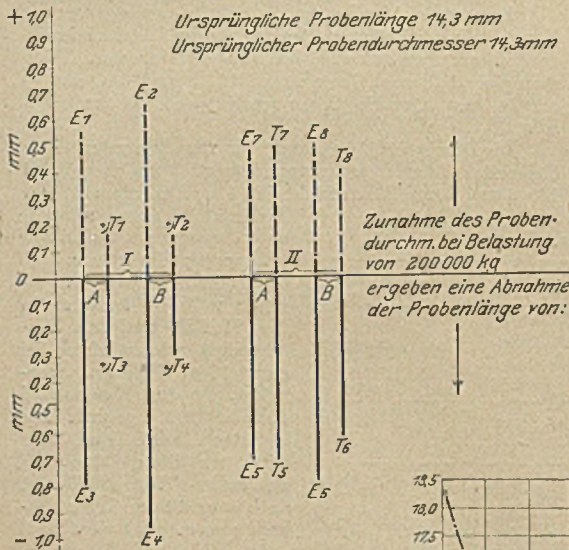 Ursprüngliche Probenlänge 14,3 mm
Ursprünglicher Probendurchmesser 14,3mm
+ 1,0
0,9
0,8
0,7
0,6
0,5
0,4
0,3
0,2
0,1
0
0,1
0,2
0,3
0,2
0,5
0,6
0,7
0,8
0,9
- 1,0
mm
mm
E1
T1
E2
T2
E7
T7
E8
T8
I
II
A
B
A
B
T3
T4
E3
E4
E5
T5
E6
T6
Zunahme des Proben-
durchm. bei Belastung
von 200000 kg
ergeben eine Abnahme
der Probenlänge von:
18,0
17,5